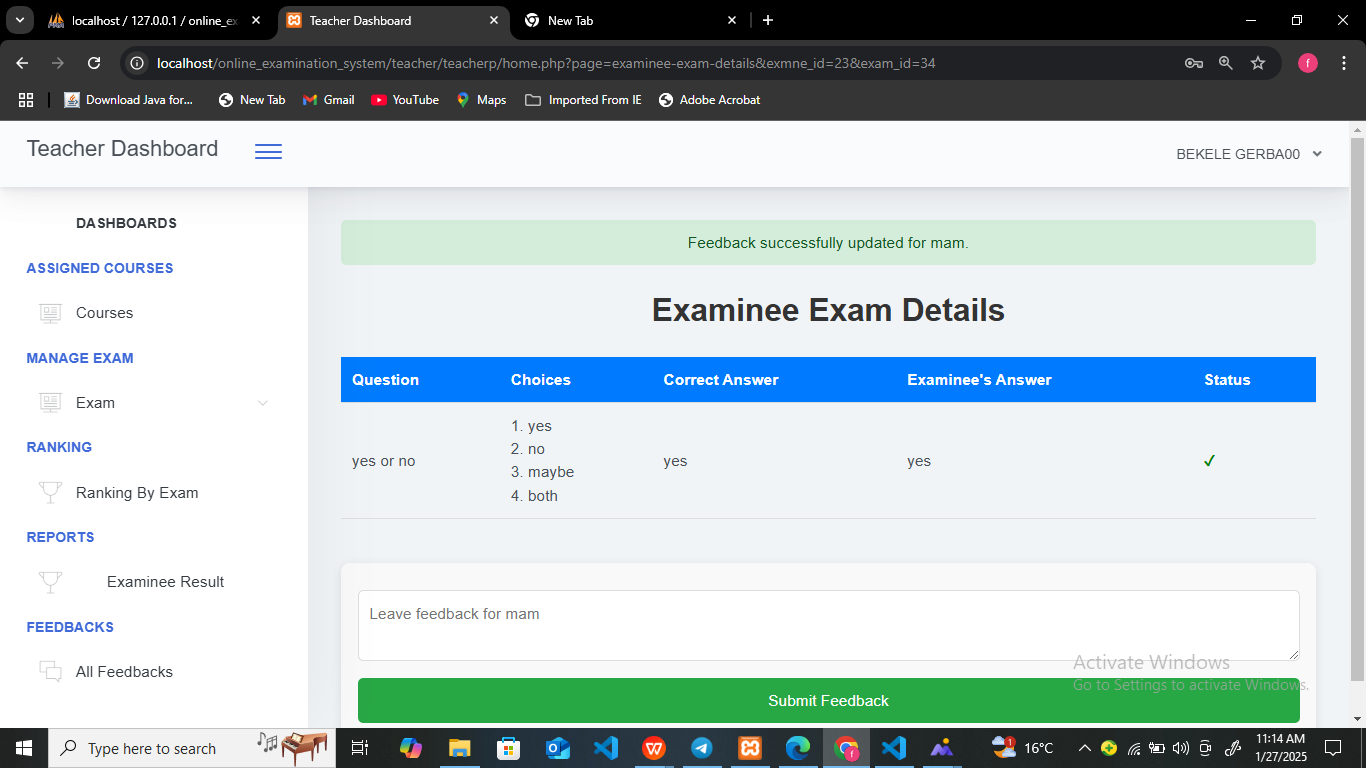 localhost / 127.0.0.1 / online_ex
Teacher Dashboard
New Tab
localhost/online_examination_system/teacher/teacherp/home.php?page=examinee-exam-details&exmne_id=23&exam_id=34
f
Download Java for...
New Tab
Gmail
YouTube
Maps
Imported From IE
Adobe Acrobat
Teacher Dashboard
BEKELE GERBA00
DASHBOARDS
ASSIGNED COURSES
Courses
MANAGE EXAM
Exam
RANKING
Ranking By Exam
REPORTS
Examinee Result
FEEDBACKS
All Feedbacks
Feedback successfully updated for mam.
Examinee Exam Details
Question Choices Correct Answer Examinee's Answer Status
yes or no
1. yes
2. no
3. maybe
4. both
yes
yes
✓
Leave feedback for mam
Submit Feedback
Activate Windows
Go to Settings to activate Windows.
Type here to search
1
16°C
11:14 AM
1/27/2025